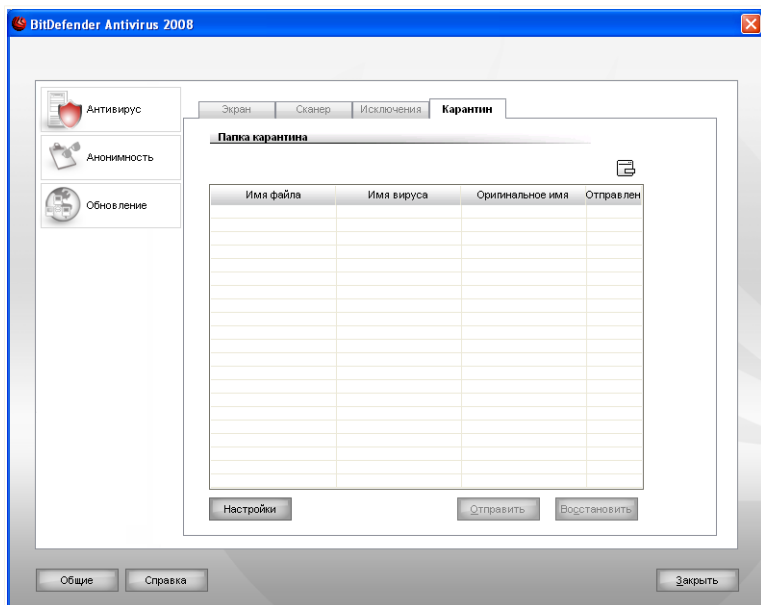 BitDefender Antivirus 2008
Антивирус
Анонимность
Обновление
Экран Сканер Исключения Карантин
Папка карантина
Имя файла Имя вируса Оригинальное имя Отправлен
Настройки Отправить Восстановить
Общие Справка Закрыть